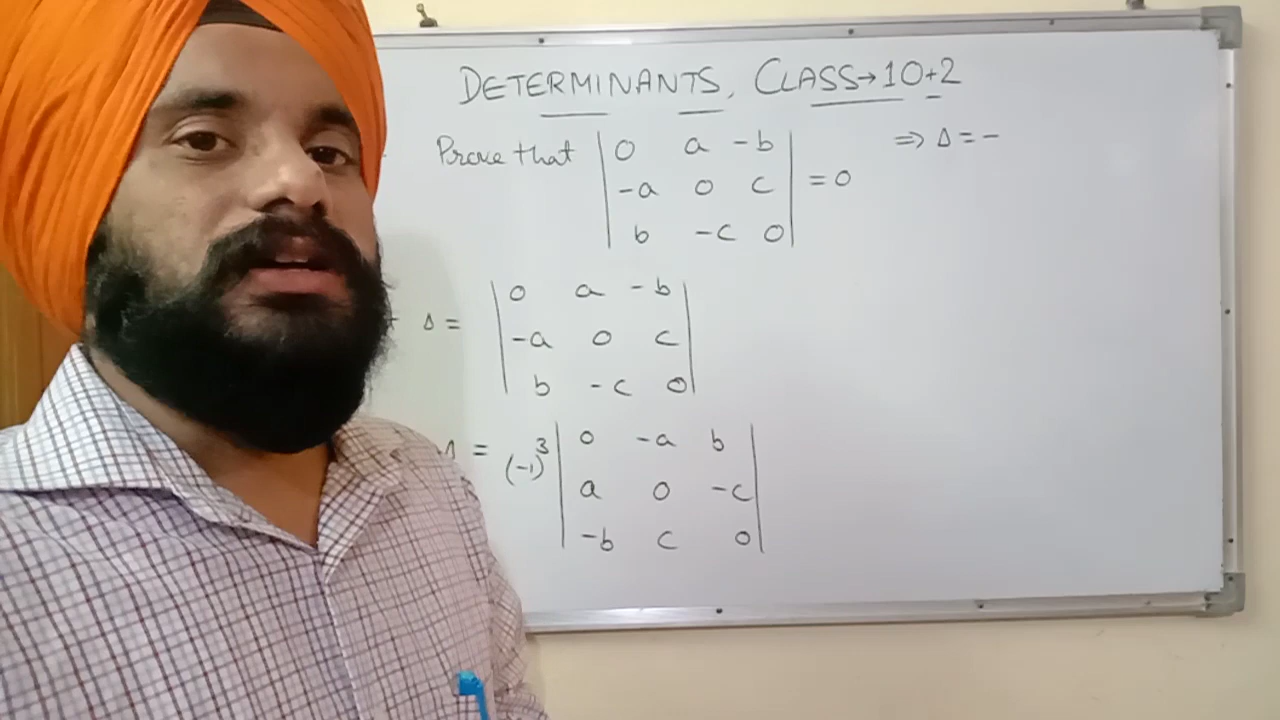 DETERMINANTS, CLASS→10+2
Prove that | 0 a -b |
| -a 0 c | = 0
| b -c 0 |
⇒ Δ = -
Δ = | 0 a -b |
| -a 0 c |
| b -c 0 |
Δ = (-1)³ | 0 -a b |
| a 0 -c |
| -b c 0 |